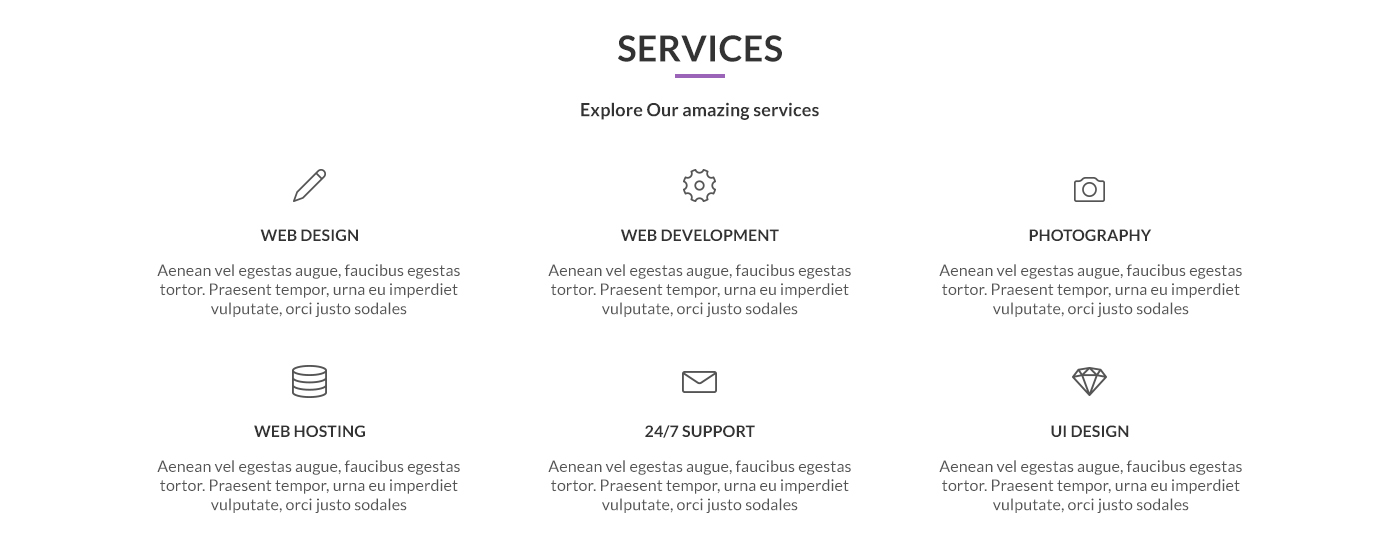 SERVICES
Explore Our amazing services
WEB DESIGN
Aenean vel egestas augue, faucibus egestas
tortor. Praesent tempor, urna eu imperdiet
vulputate, orci justo sodales
WEB DEVELOPMENT
Aenean vel egestas augue, faucibus egestas
tortor. Praesent tempor, urna eu imperdiet
vulputate, orci justo sodales
PHOTOGRAPHY
Aenean vel egestas augue, faucibus egestas
tortor. Praesent tempor, urna eu imperdiet
vulputate, orci justo sodales
WEB HOSTING
Aenean vel egestas augue, faucibus egestas
tortor. Praesent tempor, urna eu imperdiet
vulputate, orci justo sodales
24/7 SUPPORT
Aenean vel egestas augue, faucibus egestas
tortor. Praesent tempor, urna eu imperdiet
vulputate, orci justo sodales
UI DESIGN
Aenean vel egestas augue, faucibus egestas
tortor. Praesent tempor, urna eu imperdiet
vulputate, orci justo sodales